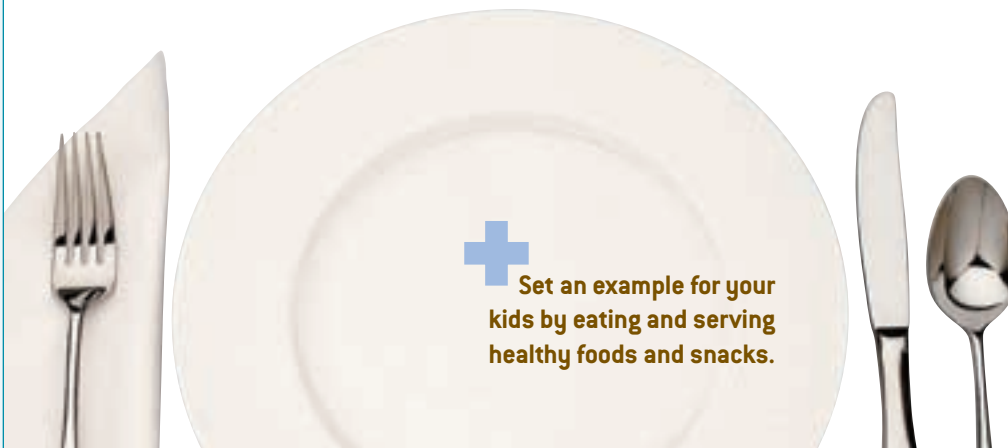 Set an example for your
kids by eating and serving
healthy foods and snacks.